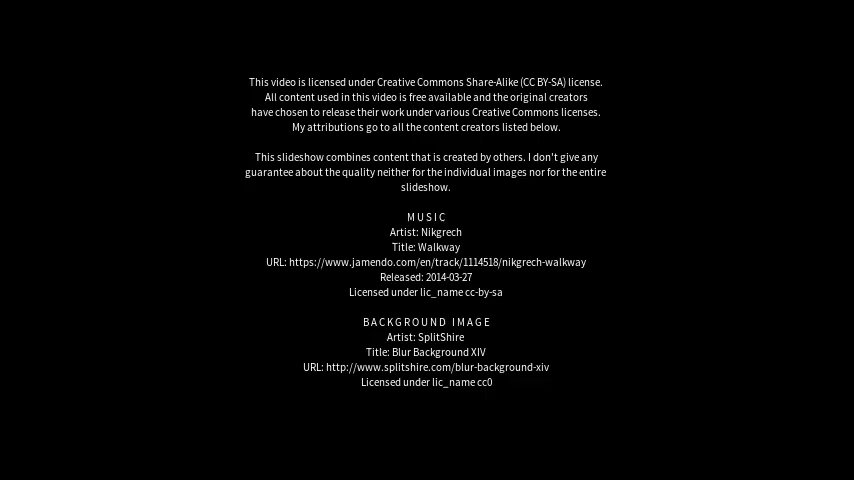 This video is licensed under Creative Commons Share-Alike (CC BY-SA) license.
All content used in this video is free available and the original creators
have chosen to release their work under various Creative Commons licenses.
My attributions go to all the content creators listed below.
This slideshow combines content that is created by others. I don't give any
guarantee about the quality neither for the individual images nor for the entire
slideshow.
MUSIC
Artist: Nikgrech
Title: Walkway
URL: https://www.jamendo.com/en/track/1114518/nikgrech-walkway
Released: 2014-03-27
Licensed under lic_name cc-by-sa
BACKGROUND IMAGE
Artist: SplitShire
Title: Blur Background XIV
URL: http://www.splitshire.com/blur-background-xiv
Licensed under lic_name cc0